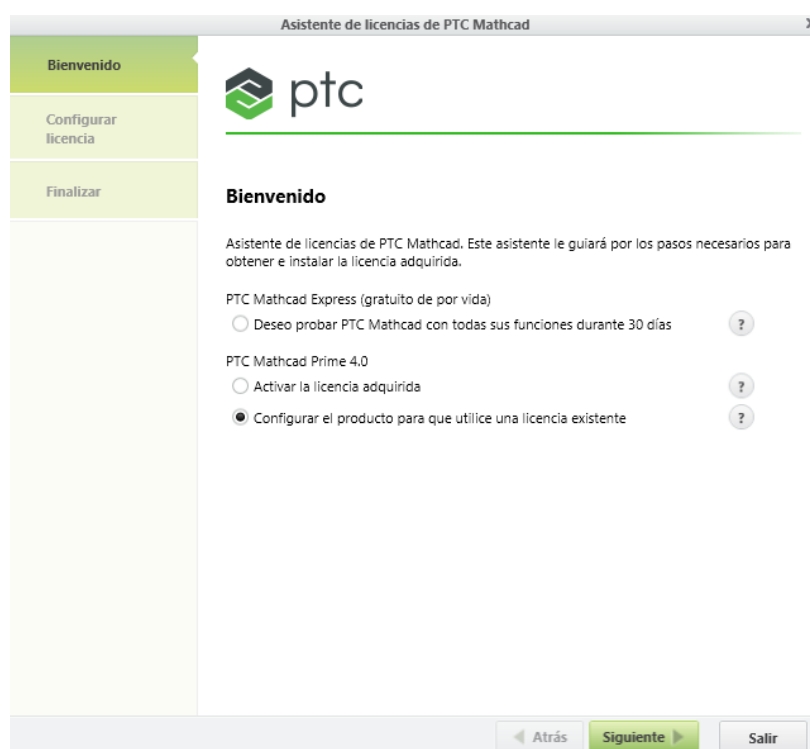 Asistente de licencias de PTC Mathcad
Bienvenido
Configurar
licencia
Finalizar
ptc
Bienvenido
Asistente de licencias de PTC Mathcad. Este asistente le guiará por los pasos necesarios para
obtener e instalar la licencia adquirida.
PTC Mathcad Express (gratuito de por vida)
Deseo probar PTC Mathcad con todas sus funciones durante 30 días ?
PTC Mathcad Prime 4.0
Activar la licencia adquirida ?
Configurar el producto para que utilice una licencia existente ?
Atrás Siguiente Salir